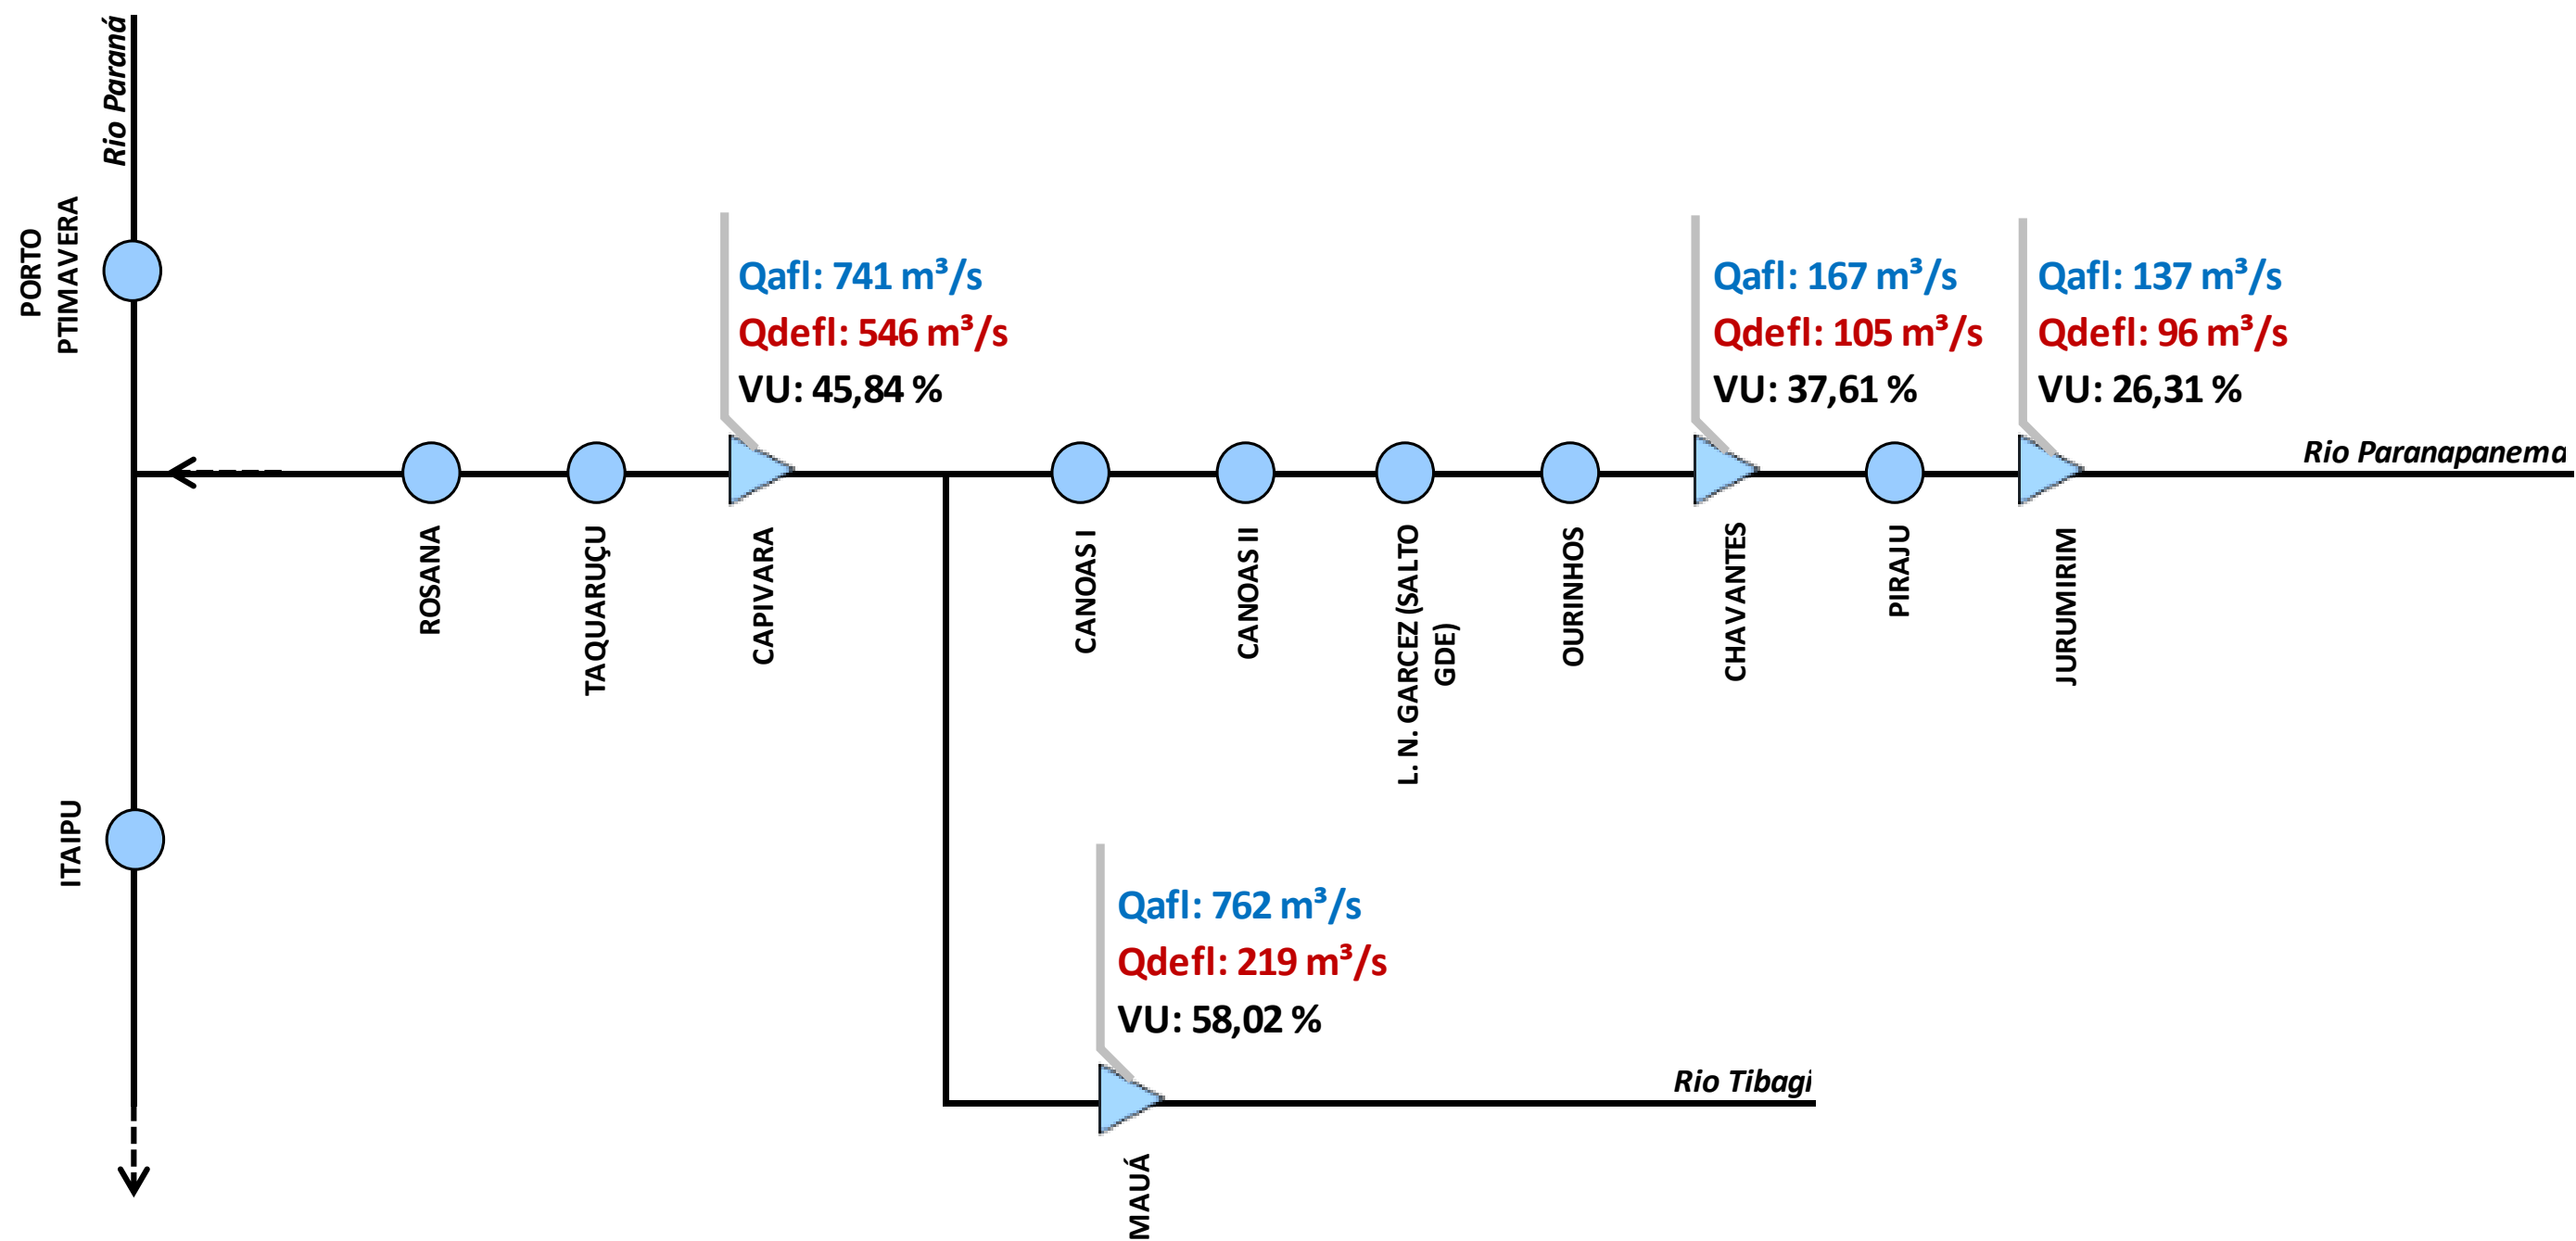 Rio Paraná
PORTO
PTIMAVERA
Qafl: 741 m³/s
Qdefl: 546 m³/s
VU: 45,84 %
Qafl: 167 m³/s
Qdefl: 105 m³/s
VU: 37,61 %
Qafl: 137 m³/s
Qdefl: 96 m³/s
VU: 26,31 %
Rio Paranapanema
ROSANA
TAQUARUÇU
CAPIVARA
CANOAS I
CANOAS II
L. N. GARCEZ (SALTO
GDE)
OURINHOS
CHAVANTES
PIRAJU
JURUMIRIM
ITAIPU
Qafl: 762 m³/s
Qdefl: 219 m³/s
VU: 58,02 %
Rio Tibagi
MAUÁ